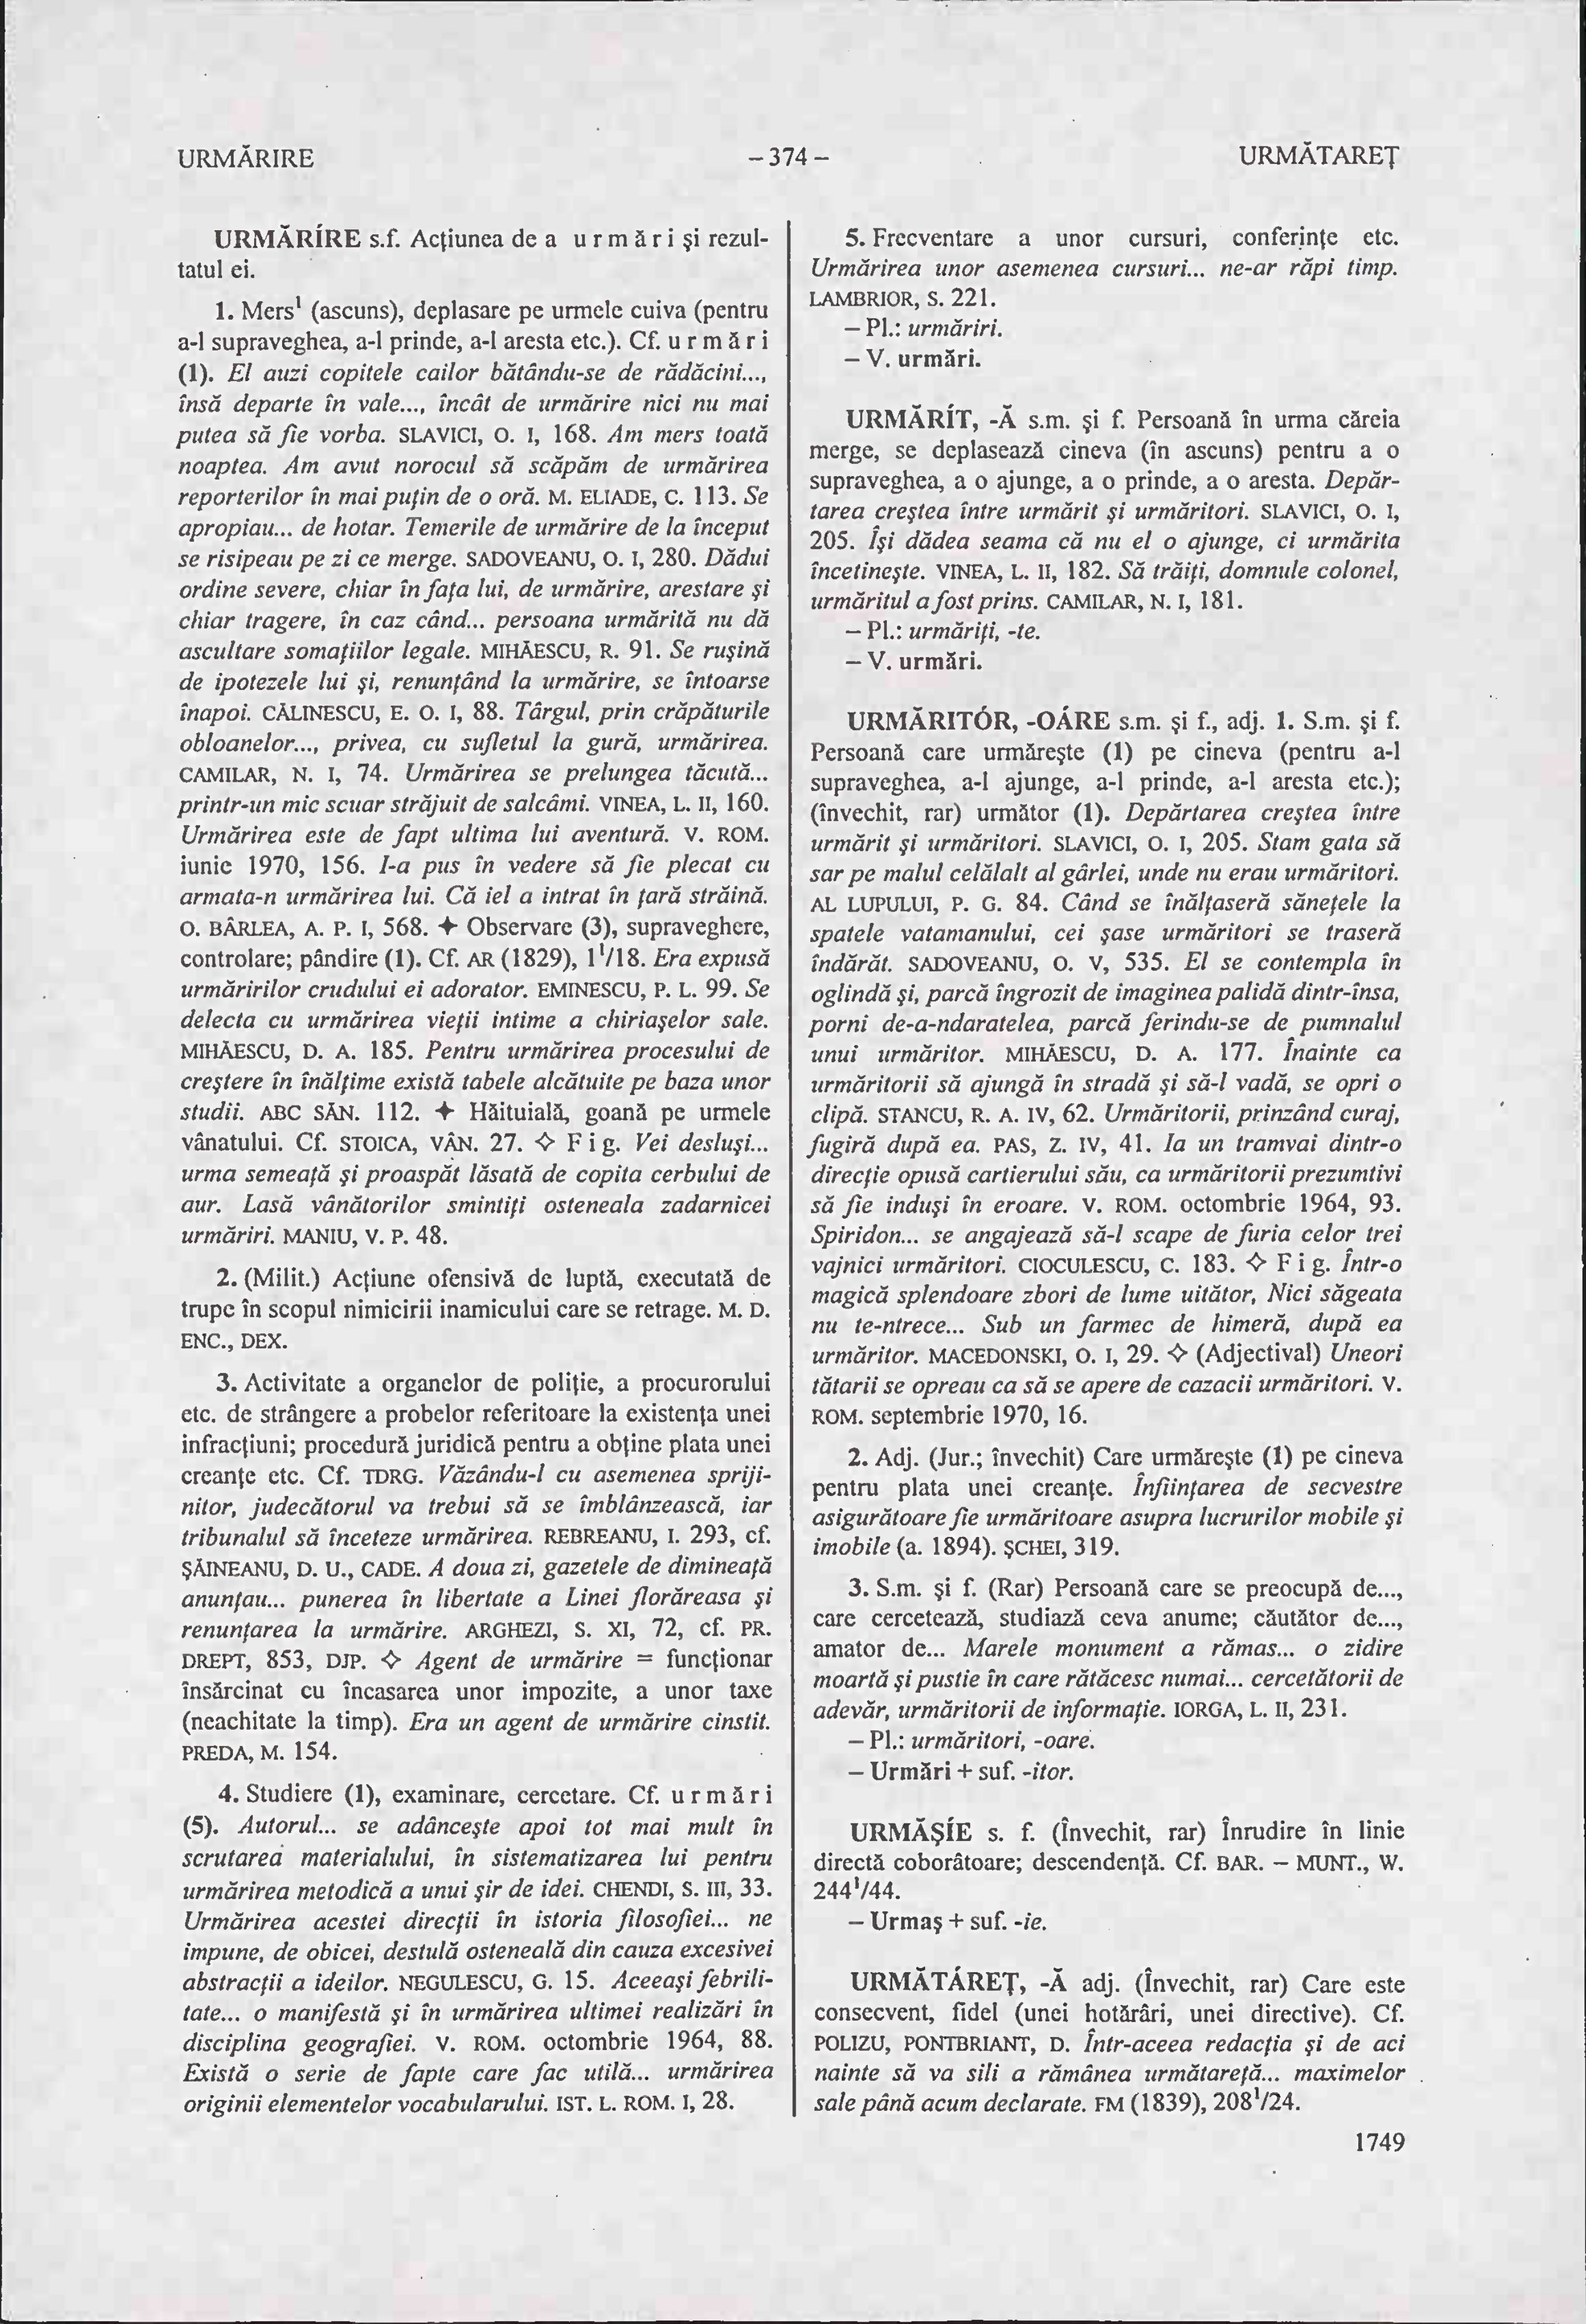 URMĂRIRE
– 374 –
URMĂTAREŢ
URMĂRÍRE s.f. Acţiunea de a u r m ă r i şi rezul-
tatul ei.
1. Mers¹ (ascuns), deplasare pe urmele cuiva (pentru
a-l supraveghea, a-l prinde, a-l aresta etc.). Cf. u r m ă r i
(1). El auzi copitele cailor bătându-se de rădăcini...,
însă departe în vale..., încât de urmărire nici nu mai
putea să fie vorba. SLAVICI, O. I, 168. Am mers toată
noaptea. Am avut norocul să scăpăm de urmărirea
reporterilor în mai puţin de o oră. M. ELIADE, C. 113. Se
apropiau... de hotar. Temerile de urmărire de la început
se risipeau pe zi ce merge. SADOVEANU, O. I, 280. Dădui
ordine severe, chiar în faţa lui, de urmărire, arestare şi
chiar tragere, în caz când... persoana urmărită nu dă
ascultare somaţiilor legale. MIHĂESCU, R. 91. Se ruşină
de ipotezele lui şi, renunţând la urmărire, se întoarse
înapoi. CĂLINESCU, E. O. I, 88. Târgul, prin crăpăturile
obloanelor..., privea, cu sufletul la gură, urmărirea.
CAMILAR, N. I, 74. Urmărirea se prelungea tăcută...
printr-un mic scuar străjuit de salcâmi. VINEA, L. II, 160.
Urmărirea este de fapt ultima lui aventură. V. ROM.
iunie 1970, 156. I-a pus în vedere să fie plecat cu
armata-n urmărirea lui. Că iel a intrat în ţară străină.
O. BÂRLEA, A. P. I, 568. ✦ Observare (3), supraveghere,
controlare; pândire (1). Cf. AR (1829), 1¹/18. Era expusă
urmăririlor crudului ei adorator. EMINESCU, P. L. 99. Se
delecta cu urmărirea vieţii intime a chiriaşelor sale.
MIHĂESCU, D. A. 185. Pentru urmărirea procesului de
creştere în înălţime există tabele alcătuite pe baza unor
studii. ABC SĂN. 112. ✦ Hăituială, goană pe urmele
vânatului. Cf. STOICA, VÂN. 27. ◇ F i g. Vei desluşi...
urma semeaţă şi proaspăt lăsată de copita cerbului de
aur. Lasă vânătorilor smintiţi osteneala zadarnicei
urmăriri. MANIU, V. P. 48.
2. (Milit.) Acţiune ofensivă de luptă, executată de
trupe în scopul nimicirii inamicului care se retrage. M. D.
ENC., DEX.
3. Activitate a organelor de poliţie, a procurorului
etc. de strângere a probelor referitoare la existenţa unei
infracţiuni; procedură juridică pentru a obţine plata unei
creanţe etc. Cf. TDRG. Văzându-l cu asemenea spriji-
nitor, judecătorul va trebui să se îmblânzească, iar
tribunalul să înceteze urmărirea. REBREANU, I. 293, cf.
ŞĂINEANU, D. U., CADE. A doua zi, gazetele de dimineaţă
anunţau... punerea în libertate a Linei florăreasa şi
renunţarea la urmărire. ARGHEZI, S. XI, 72, cf. PR.
DREPT, 853, DJP. ◇ Agent de urmărire = funcţionar
însărcinat cu încasarea unor impozite, a unor taxe
(neachitate la timp). Era un agent de urmărire cinstit.
PREDA, M. 154.
4. Studiere (1), examinare, cercetare. Cf. u r m ă r i
(5). Autorul... se adânceşte apoi tot mai mult în
scrutarea materialului, în sistematizarea lui pentru
urmărirea metodică a unui şir de idei. CHENDI, S. III, 33.
Urmărirea acestei direcţii în istoria filosofiei... ne
impune, de obicei, destulă osteneală din cauza excesivei
abstracţii a ideilor. NEGULESCU, G. 15. Aceeaşi febrili-
tate... o manifestă şi în urmărirea ultimei realizări în
disciplina geografiei. V. ROM. octombrie 1964, 88.
Există o serie de fapte care fac utilă... urmărirea
originii elementelor vocabularului. IST. L. ROM. I, 28.
5. Frecventare a unor cursuri, conferinţe etc.
Urmărirea unor asemenea cursuri... ne-ar răpi timp.
LAMBRIOR, S. 221.
– Pl.: urmăriri.
– V. urmări.
URMĂRÍT, -Ă s.m. şi f. Persoană în urma căreia
merge, se deplasează cineva (în ascuns) pentru a o
supraveghea, a o ajunge, a o prinde, a o aresta. Depăr-
tarea creştea între urmărit şi urmăritori. SLAVICI, O. I,
205. Îşi dădea seama că nu el o ajunge, ci urmărita
încetineşte. VINEA, L. II, 182. Să trăiţi, domnule colonel,
urmăritul a fost prins. CAMILAR, N. I, 181.
– Pl.: urmăriţi, -te.
– V. urmări.
URMĂRITÓR, -OÁRE s.m. şi f., adj. 1. S.m. şi f.
Persoană care urmăreşte (1) pe cineva (pentru a-l
supraveghea, a-l ajunge, a-l prinde, a-l aresta etc.);
(învechit, rar) următor (1). Depărtarea creştea între
urmărit şi urmăritori. SLAVICI, O. I, 205. Stam gata să
sar pe malul celălalt al gârlei, unde nu erau urmăritori.
AL LUPULUI, P. G. 84. Când se înălţaseră săneţele la
spatele vatamanului, cei şase urmăritori se traseră
îndărăt. SADOVEANU, O. V, 535. El se contempla în
oglindă şi, parcă îngrozit de imaginea palidă dintr-însa,
porni de-a-ndaratelea, parcă ferindu-se de pumnalul
unui urmăritor. MIHĂESCU, D. A. 177. Înainte ca
urmăritorii să ajungă în stradă şi să-l vadă, se opri o
clipă. STANCU, R. A. IV, 62. Urmăritorii, prinzând curaj,
fugiră după ea. PAS, Z. IV, 41. Ia un tramvai dintr-o
direcţie opusă cartierului său, ca urmăritorii prezumtivi
să fie induşi în eroare. V. ROM. octombrie 1964, 93.
Spiridon... se angajează să-l scape de furia celor trei
vajnici urmăritori. CIOCULESCU, C. 183. ◇ F i g. Într-o
magică splendoare zbori de lume uitător, Nici săgeata
nu te-ntrece... Sub un farmec de himeră, după ea
urmăritor. MACEDONSKI, O. I, 29. ◇ (Adjectival) Uneori
tătarii se opreau ca să se apere de cazacii urmăritori. V.
ROM. septembrie 1970, 16.
2. Adj. (Jur.; învechit) Care urmăreşte (1) pe cineva
pentru plata unei creanţe. Înfiinţarea de secvestre
asigurătoare fie urmăritoare asupra lucrurilor mobile şi
imobile (a. 1894). ŞCHEI, 319.
3. S.m. şi f. (Rar) Persoană care se preocupă de...,
care cercetează, studiază ceva anume; căutător de...,
amator de... Marele monument a rămas... o zidire
moartă şi pustie în care rătăcesc numai... cercetătorii de
adevăr, urmăritorii de informaţie. IORGA, L. II, 231.
– Pl.: urmăritori, -oare.
– Urmări + suf. -itor.
URMĂŞÍE s. f. (Învechit, rar) Înrudire în linie
directă coborâtoare; descendenţă. Cf. BAR. – MUNT., W.
244¹/44.
– Urmaş + suf. -ie.
URMĂTÁREŢ, -Ă adj. (Învechit, rar) Care este
consecvent, fidel (unei hotărâri, unei directive). Cf.
POLIZU, PONTBRIANT, D. Într-aceea redacţia şi de aci
nainte să va sili a rămânea următareţă... maximelor
sale până acum declarate. FM (1839), 208¹/24.
1749